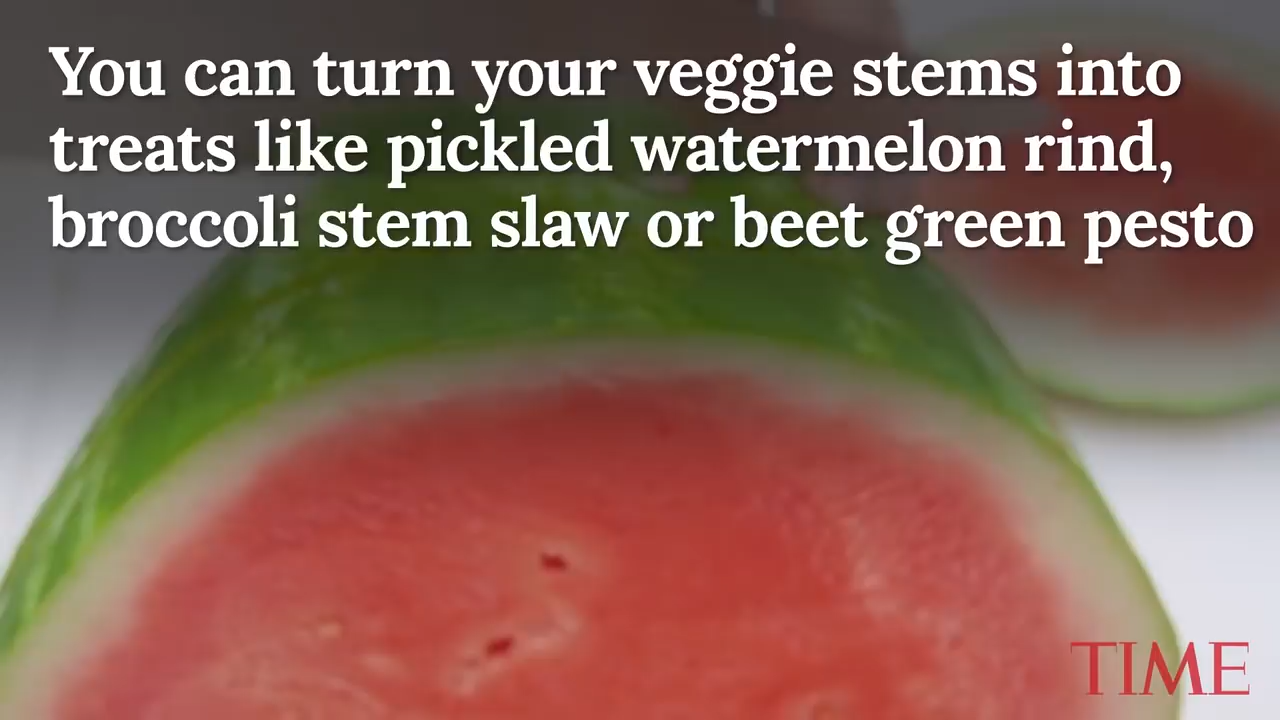 You can turn your veggie stems into
treats like pickled watermelon rind,
broccoli stem slaw or beet green pesto
TIME